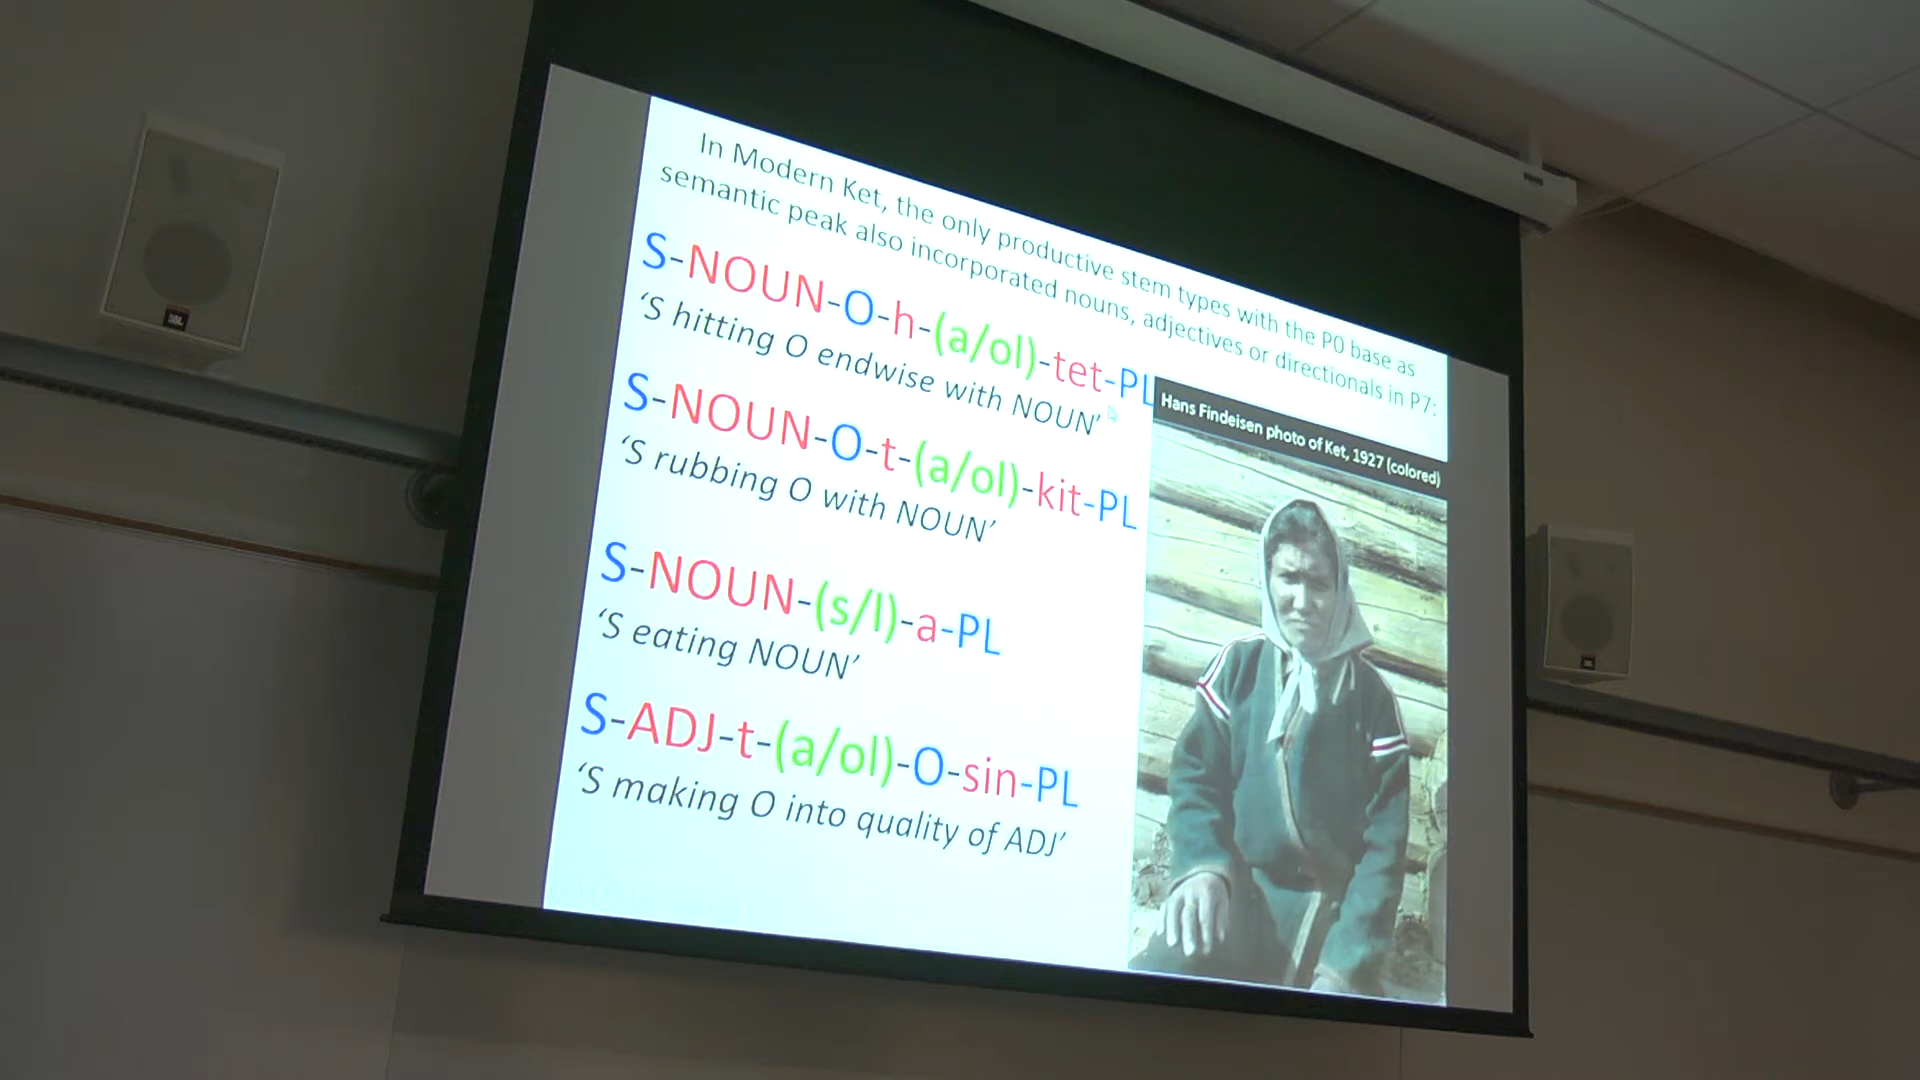 In Modern Ket, the only productive stem types with the P0 base as
semantic peak also incorporated nouns, adjectives or directionals in P7:
S-NOUN-O-h-(a/ol)-tet-PL
‘S hitting O endwise with NOUN’
S-NOUN-O-t-(a/ol)-kit-PL
‘S rubbing O with NOUN’
S-NOUN-(s/l)-a-PL
‘S eating NOUN’
S-ADJ-t-(a/ol)-O-sin-PL
‘S making O into quality of ADJ’
Hans Findeisen photo of Ket, 1927 (colored)
JBL
JBL